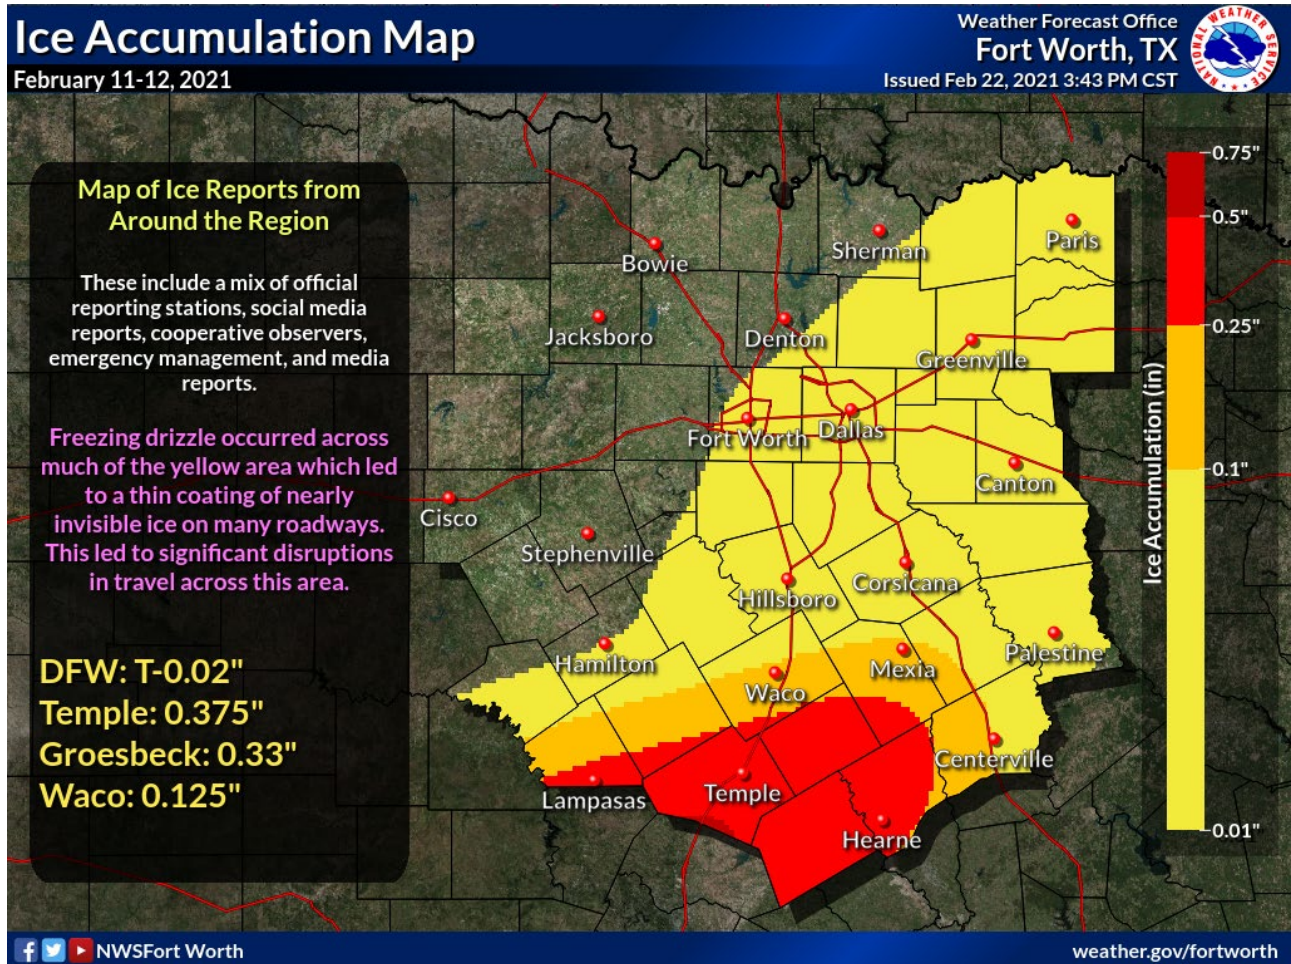 Ice Accumulation Map
February 11-12, 2021
Weather Forecast Office
Fort Worth, TX
Issued Feb 22, 2021 3:43 PM CST
NATIONAL WEATHER SERVICE
Map of Ice Reports from
Around the Region
These include a mix of official
reporting stations, social media
reports, cooperative observers,
emergency management, and media
reports.
Freezing drizzle occurred across
much of the yellow area which led
to a thin coating of nearly
invisible ice on many roadways.
This led to significant disruptions
in travel across this area.
DFW: T-0.02"
Temple: 0.375"
Groesbeck: 0.33"
Waco: 0.125"
Paris
Sherman
Bowie
Jacksboro
Denton
Greenville
Fort Worth
Dallas
Canton
Cisco
Stephenville
Hillsboro
Corsicana
Hamilton
Mexia
Palestine
Waco
Centerville
Lampasas
Temple
Hearne
0.75"
0.5"
0.25"
0.1"
0.01"
Ice Accumulation (in)
NWSFort Worth
weather.gov/fortworth